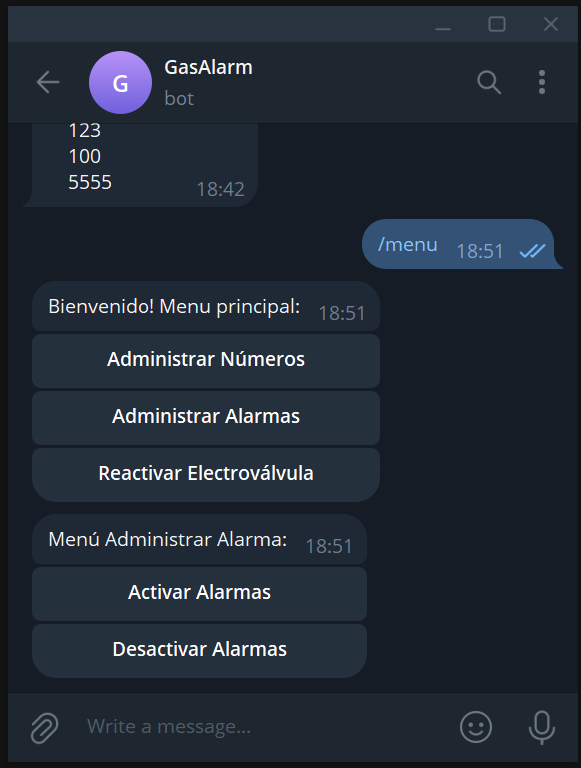 G
GasAlarm
bot
123
100
5555
18:42
/menu 18:51
Bienvenido! Menu principal: 18:51
Administrar Números
Administrar Alarmas
Reactivar Electroválvula
Menú Administrar Alarma: 18:51
Activar Alarmas
Desactivar Alarmas
Write a message...